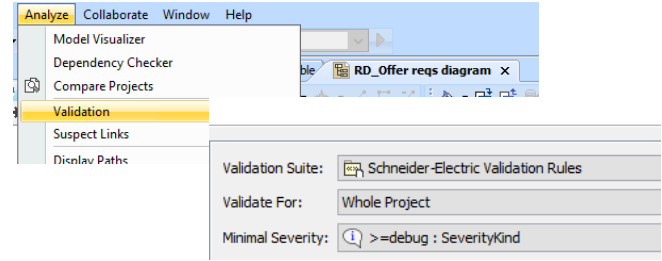 Analyze Collaborate Window Help
Model Visualizer
Dependency Checker
ble RD_Offer reqs diagram ×
Compare Projects
Validation
Suspect Links
Display Paths
Validation Suite: Schneider-Electric Validation Rules
Validate For: Whole Project
Minimal Severity: >=debug : SeverityKind